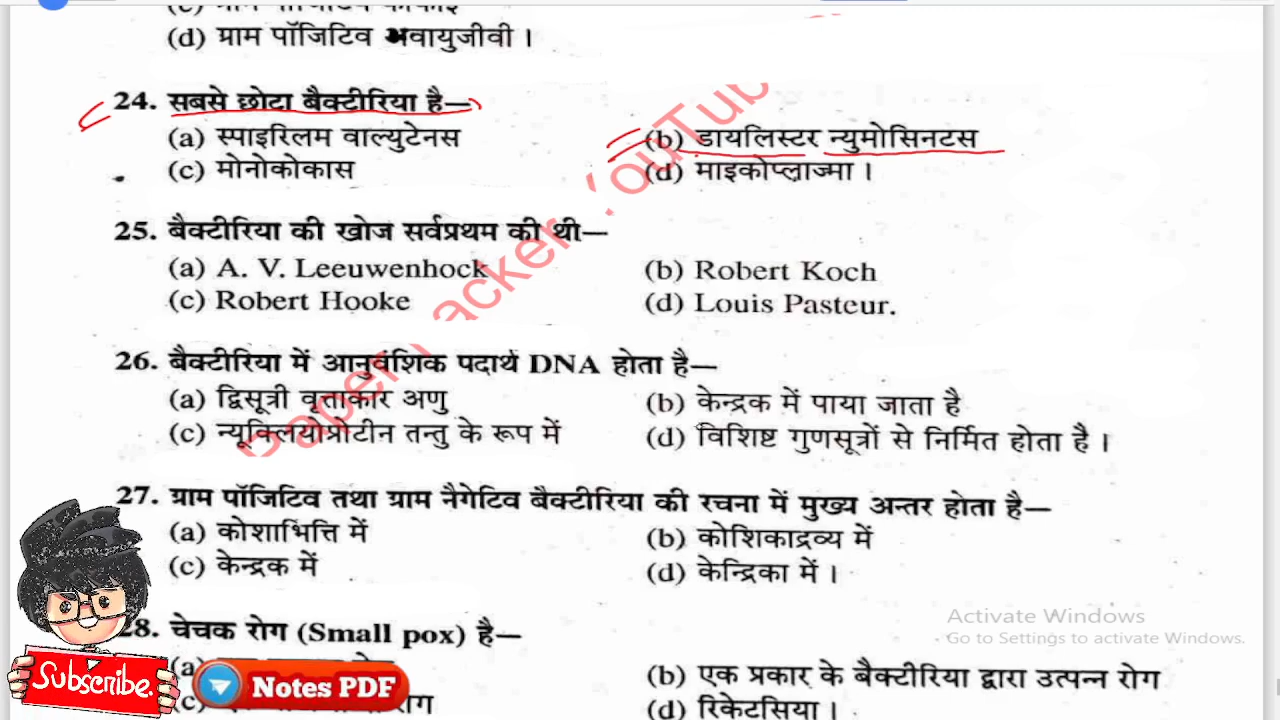 (d) ग्राम पॉजिटिव अवायुजीवी ।
24. सबसे छोटा बैक्टीरिया है—
(a) स्पाइरिलम वाल्युटेनस (b) डायलिस्टर न्युमोसिनटस
(c) मोनोकोकास (d) माइकोप्लाज्मा ।
25. बैक्टीरिया की खोज सर्वप्रथम की थी—
(a) A. V. Leeuwenhock (b) Robert Koch
(c) Robert Hooke (d) Louis Pasteur.
26. बैक्टीरिया में आनुवंशिक पदार्थ DNA होता है—
(a) द्विसूत्री वृत्ताकार अणु (b) केन्द्रक में पाया जाता है
(c) न्यूक्लियोप्रोटीन तन्तु के रूप में (d) विशिष्ट गुणसूत्रों से निर्मित होता है ।
27. ग्राम पॉजिटिव तथा ग्राम नैगेटिव बैक्टीरिया की रचना में मुख्य अन्तर होता है—
(a) कोशाभित्ति में (b) कोशिकाद्रव्य में
(c) केन्द्रक में (d) केन्द्रिका में ।
28. चेचक रोग (Small pox) है—
(a) (b) एक प्रकार के बैक्टीरिया द्वारा उत्पन्न रोग
(c) रोग (d) रिकेटसिया ।
Activate Windows
Go to Settings to activate Windows.
Subscribe.
Notes PDF